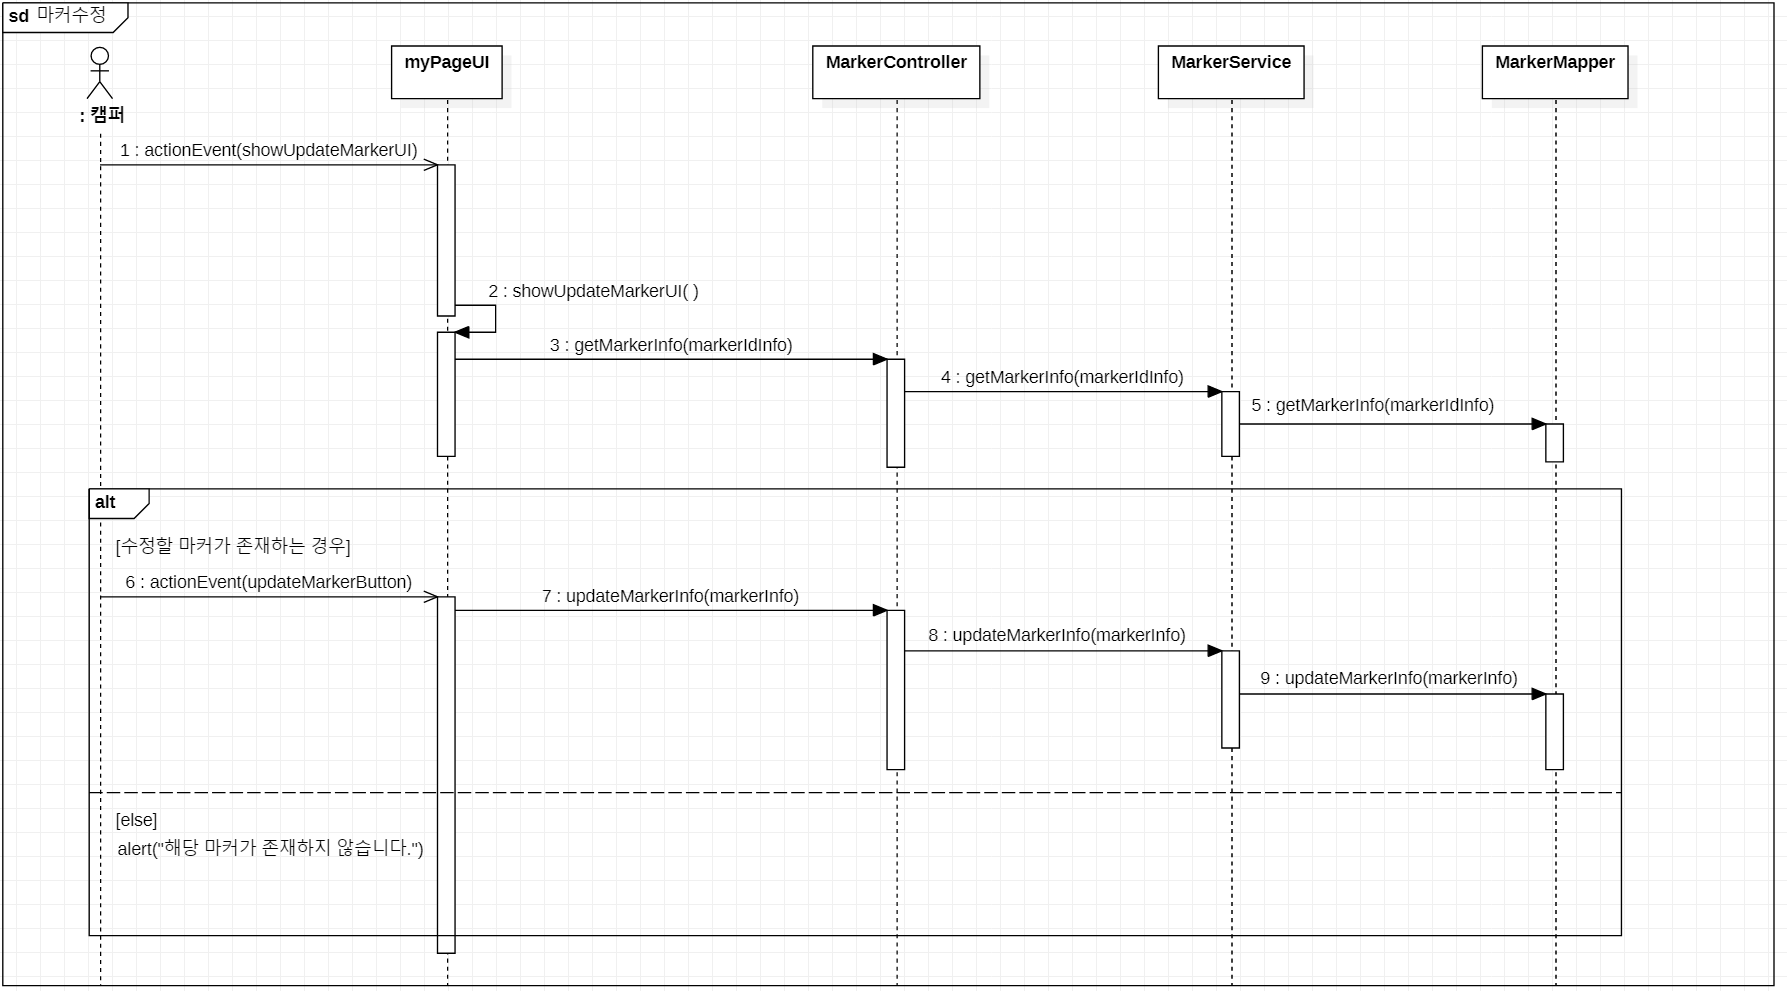 sd 마커수정
: 캠퍼
myPageUI
MarkerController
MarkerService
MarkerMapper
1 : actionEvent(showUpdateMarkerUI)
2 : showUpdateMarkerUI( )
3 : getMarkerInfo(markerIdInfo)
4 : getMarkerInfo(markerIdInfo)
5 : getMarkerInfo(markerIdInfo)
alt
[수정할 마커가 존재하는 경우]
6 : actionEvent(updateMarkerButton)
7 : updateMarkerInfo(markerInfo)
8 : updateMarkerInfo(markerInfo)
9 : updateMarkerInfo(markerInfo)
[else]
alert("해당 마커가 존재하지 않습니다.")